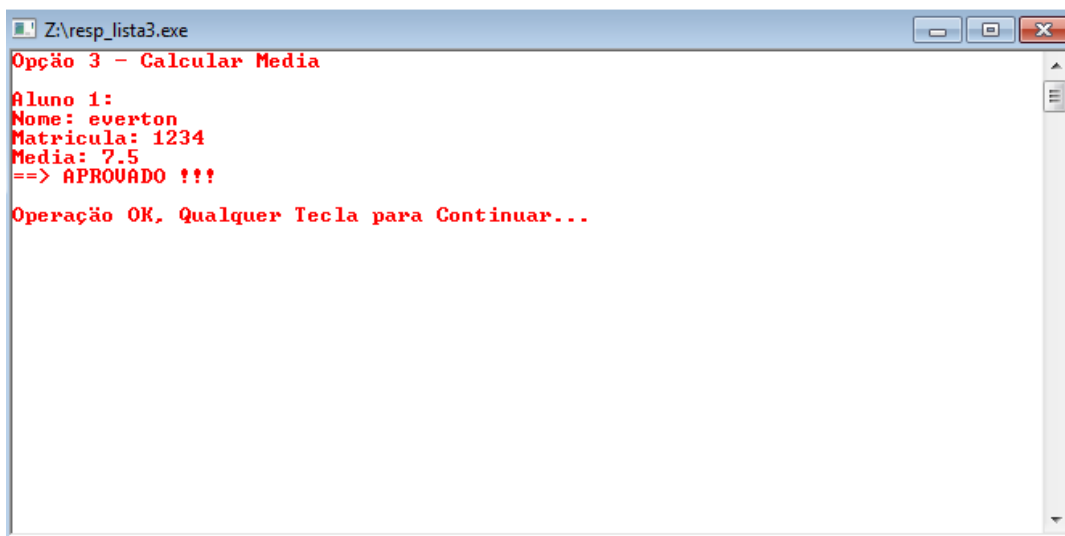 Z:\resp_lista3.exe
Opção 3 - Calcular Media
Aluno 1:
Nome: everton
Matricula: 1234
Media: 7.5
==> APROVADO !!!
Operação OK, Qualquer Tecla para Continuar...